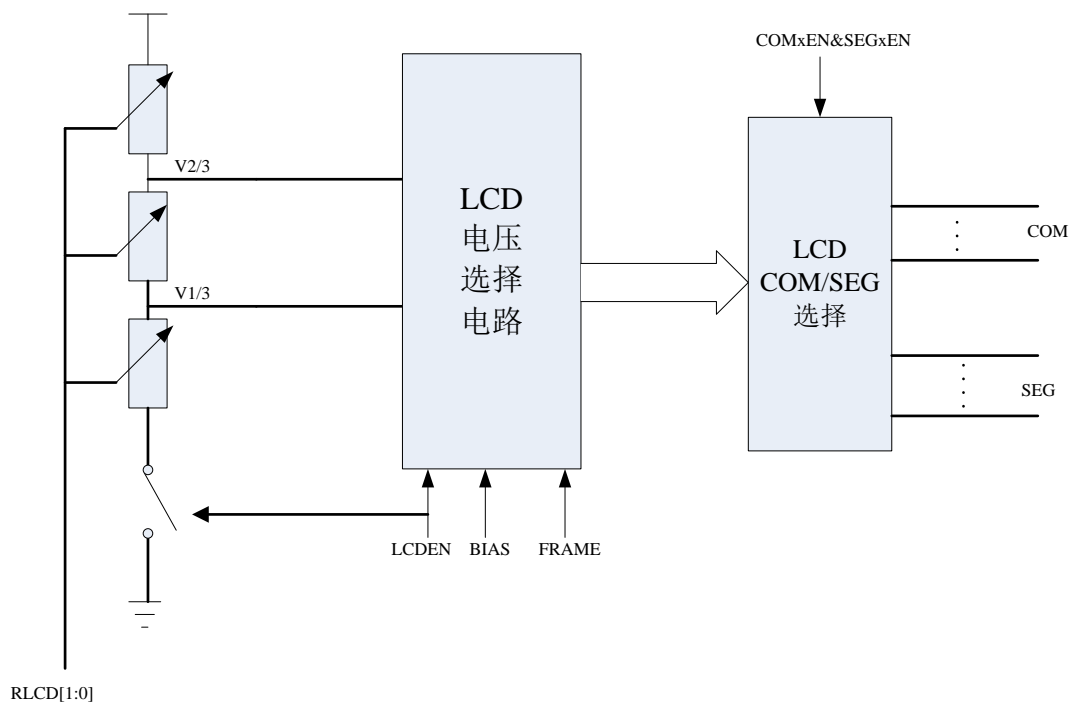 COMxEN&SEGxEN
V2/3
LCD
电压
选择
电路
COM
LCD
COM/SEG
选择
V1/3
SEG
LCDEN
BIAS
FRAME
RLCD[1:0]